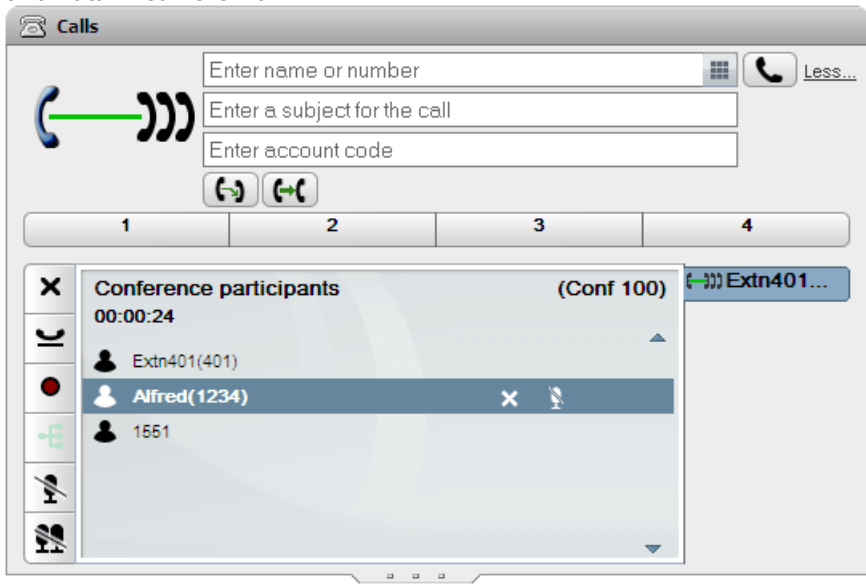 Calls
Enter name or number
Less...
Enter a subject for the call
Enter account code
1 2 3 4
Conference participants (Conf 100)
Extn401...
00:00:24
Extn401(401)
Alfred(1234)
1551